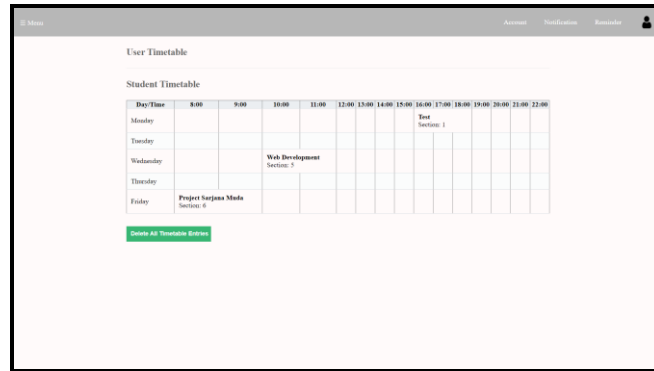 ☰ Menu
Account Notification Reminder
User Timetable
Student Timetable
Day/Time 8:00 9:00 10:00 11:00 12:00 13:00 14:00 15:00 16:00 17:00 18:00 19:00 20:00 21:00 22:00
Monday Test
Section: 1
Tuesday
Wednesday Web Development
Section: 5
Thursday
Friday Project Sarjana Muda
Section: 6
Delete All Timetable Entries